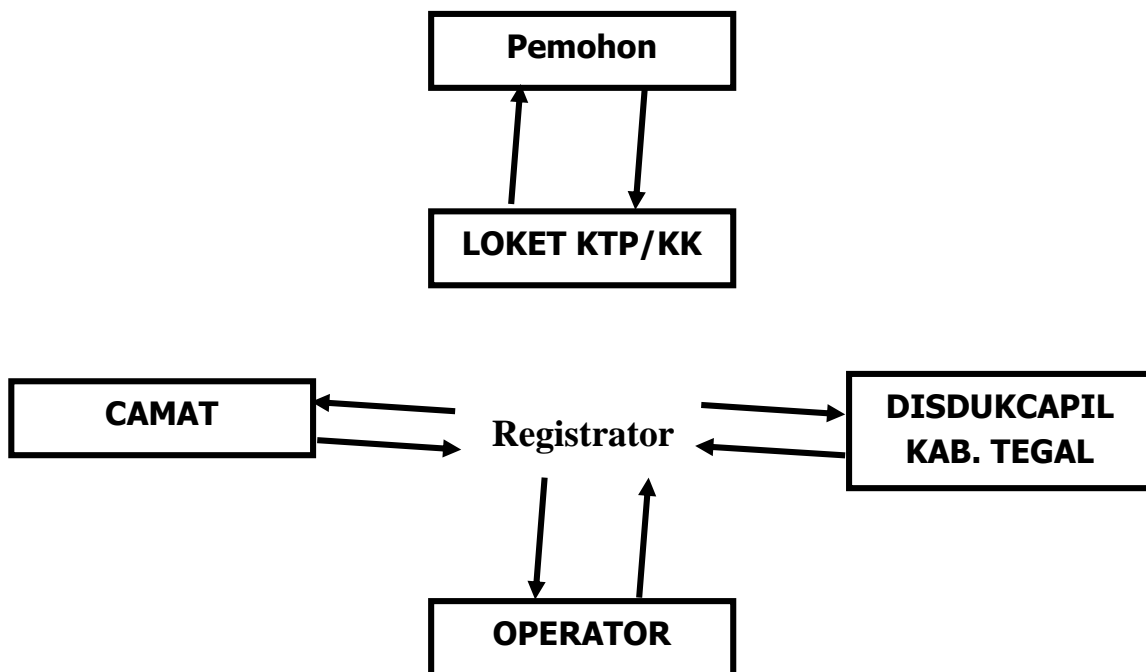 Pemohon
LOKET KTP/KK
CAMAT
Registrator
DISDUKCAPIL
KAB. TEGAL
OPERATOR